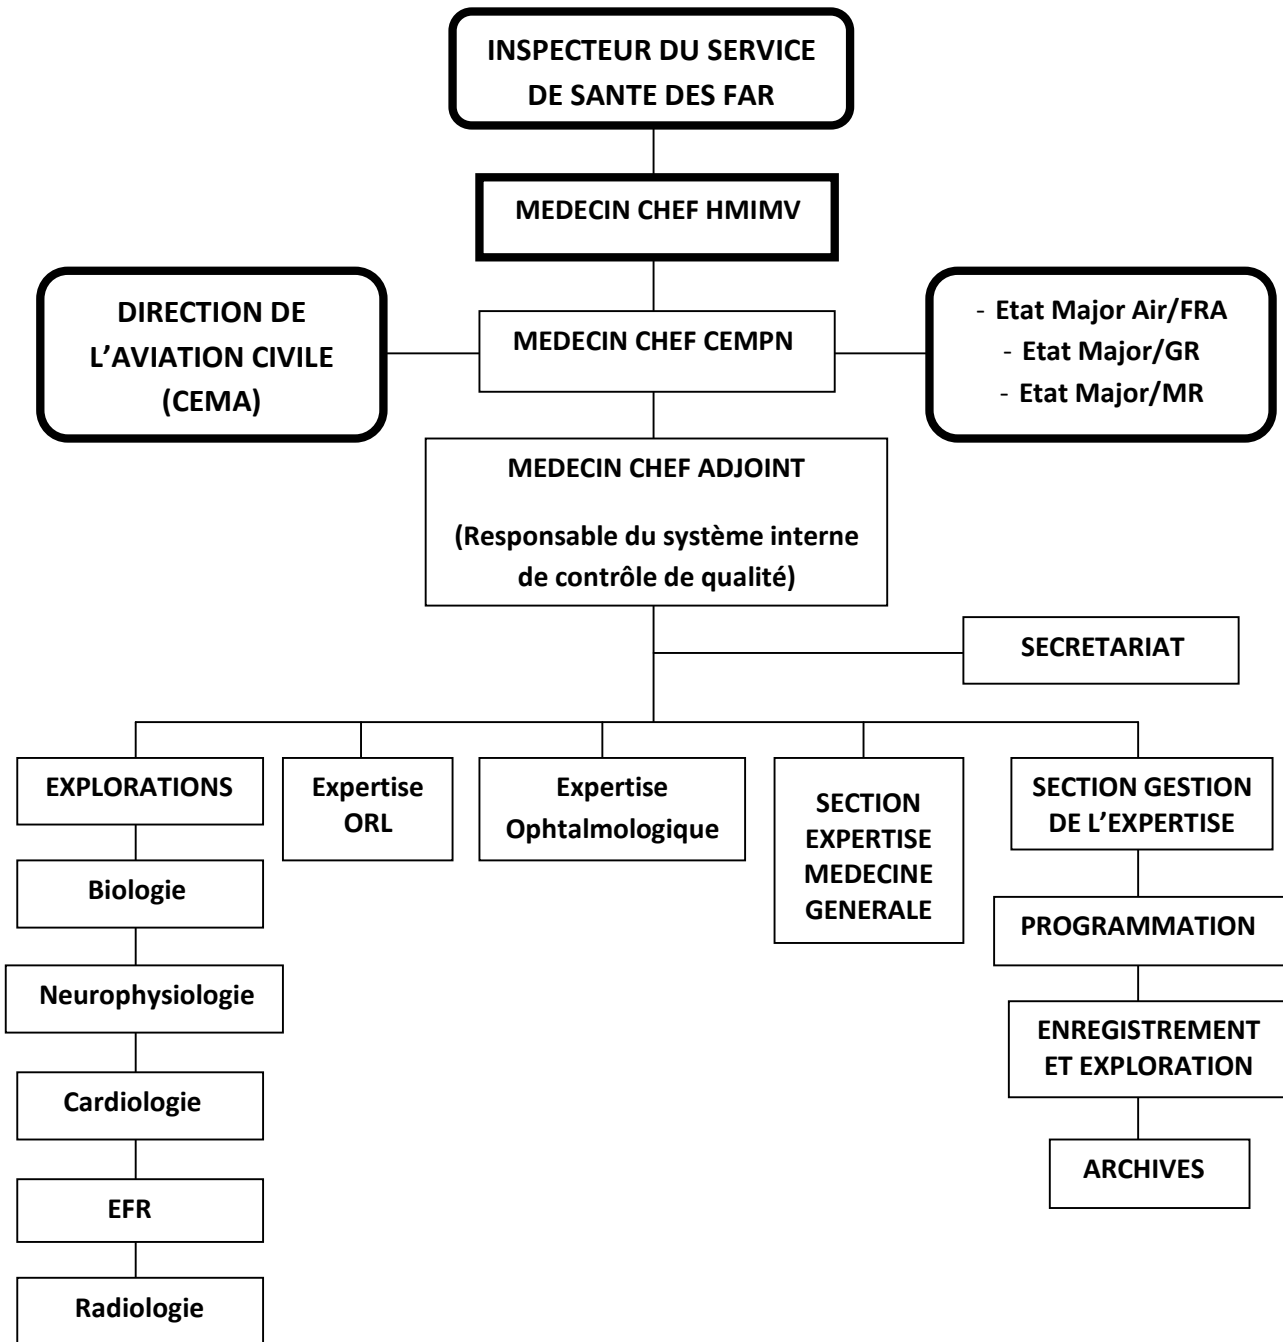 INSPECTEUR DU SERVICE
DE SANTE DES FAR
MEDECIN CHEF HMIMV
DIRECTION DE
L’AVIATION CIVILE
(CEMA)
MEDECIN CHEF CEMPN
- Etat Major Air/FRA
- Etat Major/GR
- Etat Major/MR
MEDECIN CHEF ADJOINT
(Responsable du système interne
de contrôle de qualité)
SECRETARIAT
EXPLORATIONS
Biologie
Neurophysiologie
Cardiologie
EFR
Radiologie
Expertise
ORL
Expertise
Ophtalmologique
SECTION
EXPERTISE
MEDECINE
GENERALE
SECTION GESTION
DE L’EXPERTISE
PROGRAMMATION
ENREGISTREMENT
ET EXPLORATION
ARCHIVES